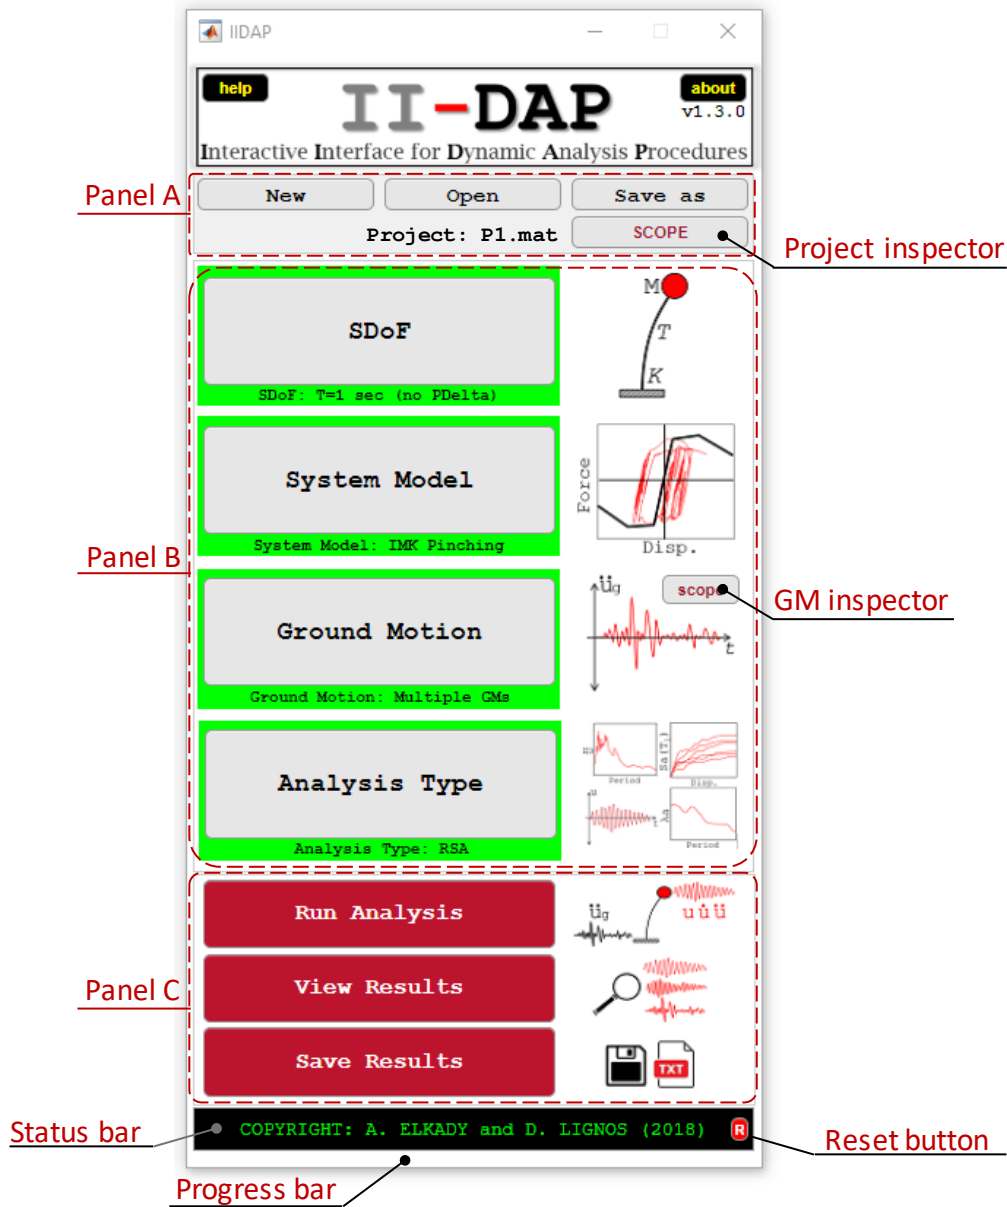 IIDAP
help
about
II-DAP
v1.3.0
Interactive Interface for Dynamic Analysis Procedures
Panel A
New
Open
Save as
Project: P1.mat
SCOPE
Project inspector
SDoF
SDoF: T=1 sec (no PDelta)
M
T
K
System Model
System Model: IMK Pinching
Force
Disp.
Panel B
Ground Motion
Ground Motion: Multiple GMs
üg
scope
t
GM inspector
Analysis Type
Analysis Type: RSA
Period
Sa(T₁)
Disp.
u
λa
Period
Panel C
Run Analysis
üg
u u̇ ü
View Results
Save Results
TXT
Status bar
COPYRIGHT: A. ELKADY and D. LIGNOS (2018)
R
Reset button
Progress bar